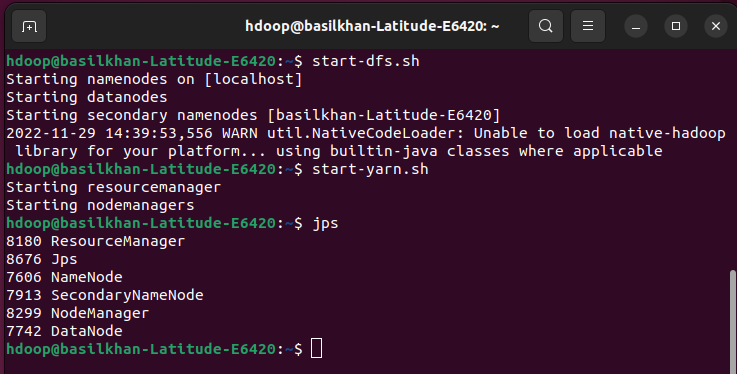 hdoop@basilkhan-Latitude-E6420: ~
hdoop@basilkhan-Latitude-E6420:~$ start-dfs.sh
Starting namenodes on [localhost]
Starting datanodes
Starting secondary namenodes [basilkhan-Latitude-E6420]
2022-11-29 14:39:53,556 WARN util.NativeCodeLoader: Unable to load native-hadoop
 library for your platform... using builtin-java classes where applicable
hdoop@basilkhan-Latitude-E6420:~$ start-yarn.sh
Starting resourcemanager
Starting nodemanagers
hdoop@basilkhan-Latitude-E6420:~$ jps
8180 ResourceManager
8676 Jps
7606 NameNode
7913 SecondaryNameNode
8299 NodeManager
7742 DataNode
hdoop@basilkhan-Latitude-E6420:~$